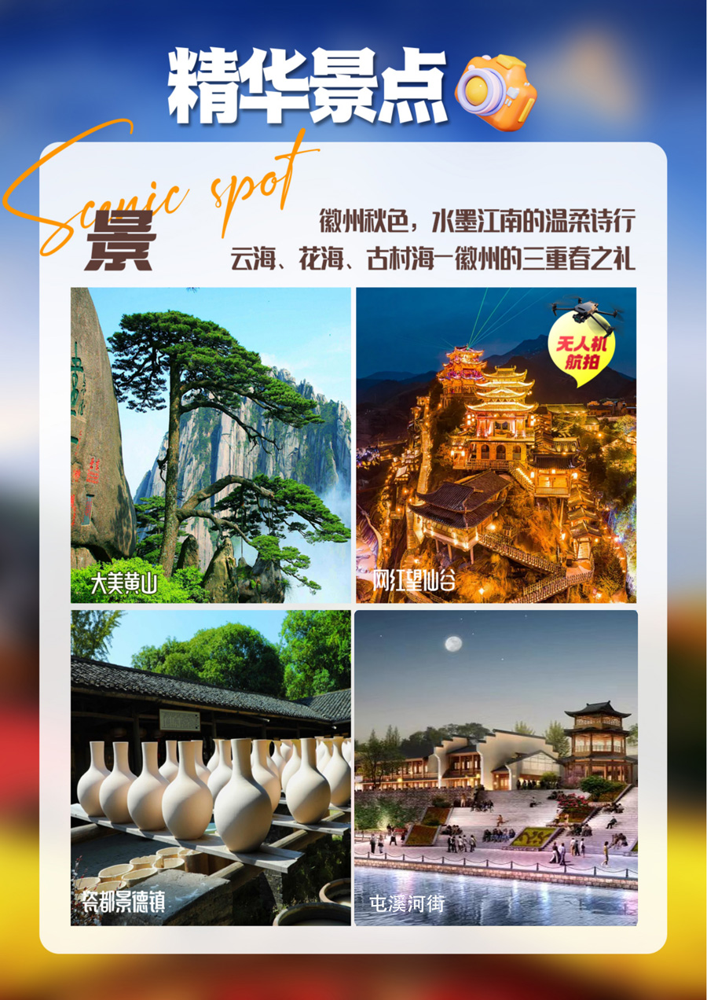 精华景点
Scenic spot
景
徽州秋色，水墨江南的温柔诗行
云海、花海、古村海—徽州的三重春之礼
无人机
航拍
大美黄山
网红望仙谷
瓷都景德镇
屯溪河街